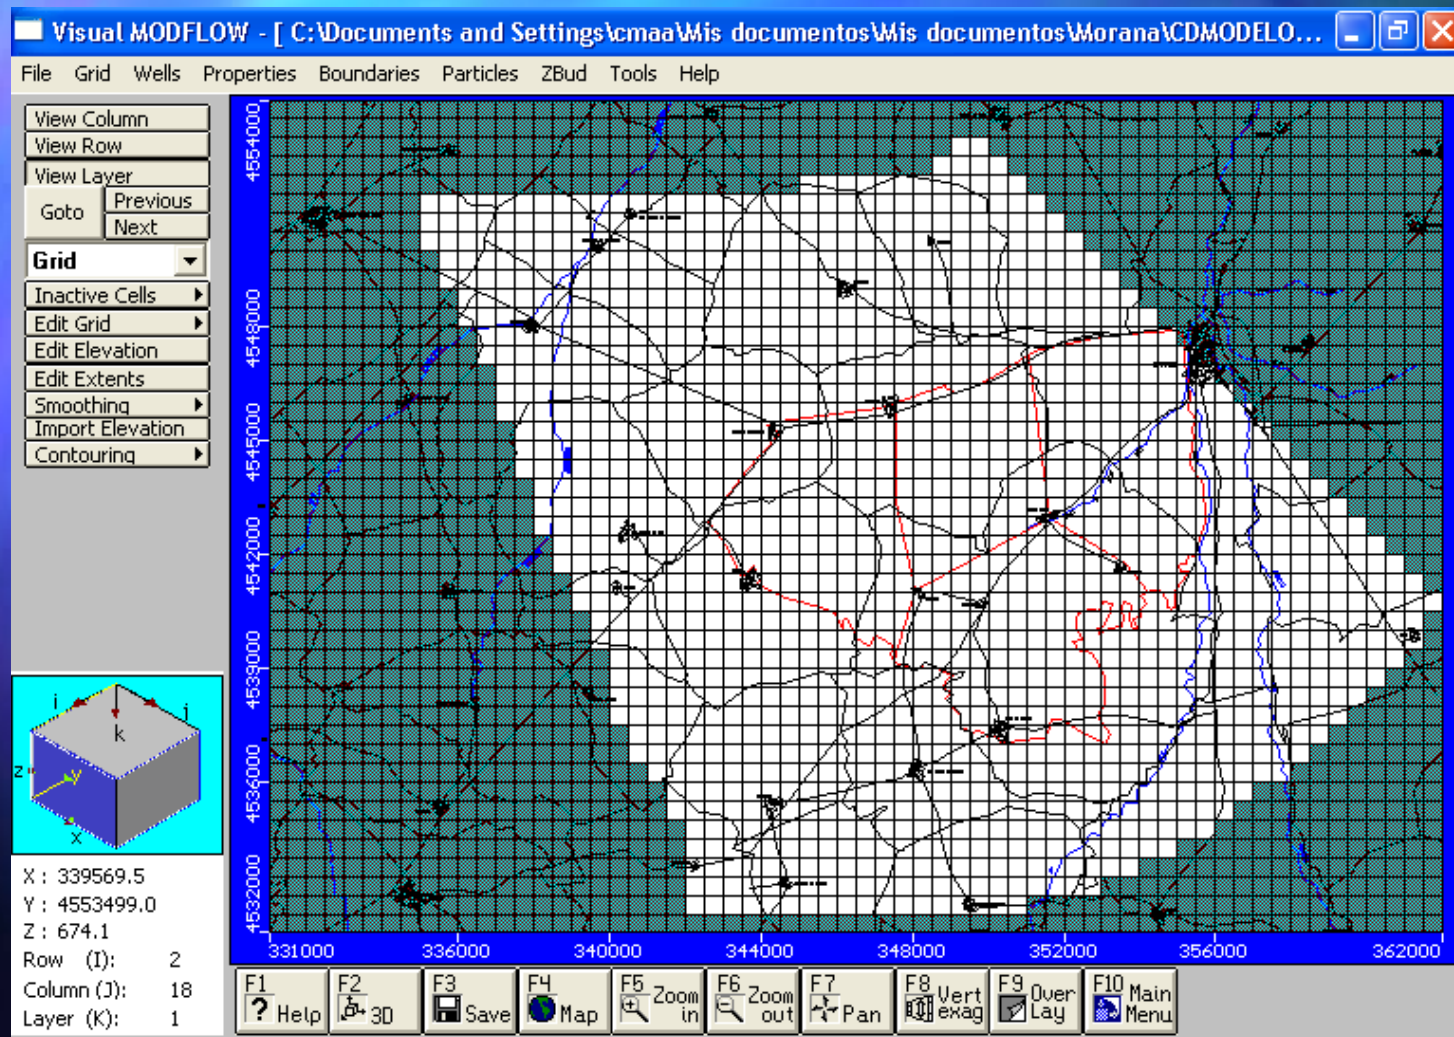 Visual MODFLOW - [ C:\Documents and Settings\cmaa\Mis documentos\Mis documentos\Morana\CDMODELO...
File Grid Wells Properties Boundaries Particles ZBud Tools Help
View Column
View Row
View Layer
Goto
Previous
Next
Grid
Inactive Cells
Edit Grid
Edit Elevation
Edit Extents
Smoothing
Import Elevation
Contouring
4554000
4548000
4545000
4542000
4539000
4536000
4532000
331000 336000 340000 344000 348000 352000 356000 362000
i j
k
z
y
x
X : 339569.5
Y : 4553499.0
Z : 674.1
Row (I): 2
Column (J): 18
Layer (K): 1
F1 ? Help
F2 3D
F3 Save
F4 Map
F5 Zoom in
F6 Zoom out
F7 Pan
F8 Vert exag
F9 Over Lay
F10 Main Menu